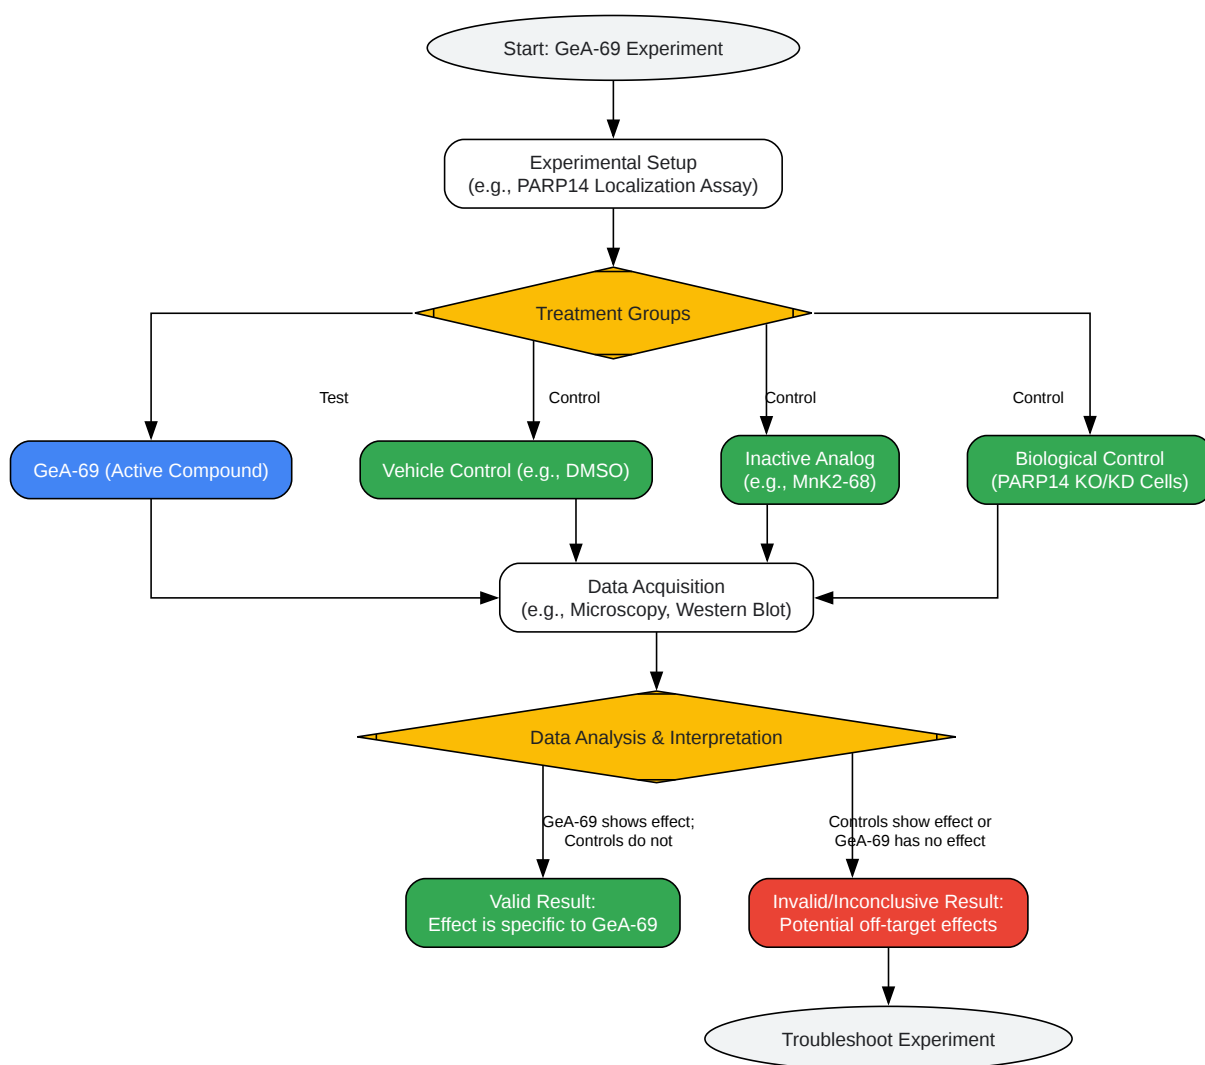 Start: GeA-69 Experiment
Experimental Setup
(e.g., PARP14 Localization Assay)
Treatment Groups
Test
Control
Control
Control
GeA-69 (Active Compound)
Vehicle Control (e.g., DMSO)
Inactive Analog
(e.g., MnK2-68)
Biological Control
(PARP14 KO/KD Cells)
Data Acquisition
(e.g., Microscopy, Western Blot)
Data Analysis & Interpretation
GeA-69 shows effect;
Controls do not
Controls show effect or
GeA-69 has no effect
Valid Result:
Effect is specific to GeA-69
Invalid/Inconclusive Result:
Potential off-target effects
Troubleshoot Experiment